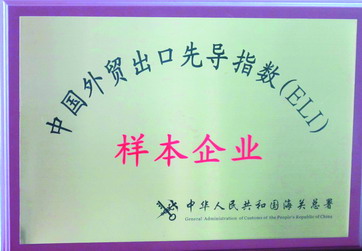 中国外贸出口先导指数(ELI)
样本企业
中华人民共和国海关总署
General Administration of Customs of the People's Republic of China